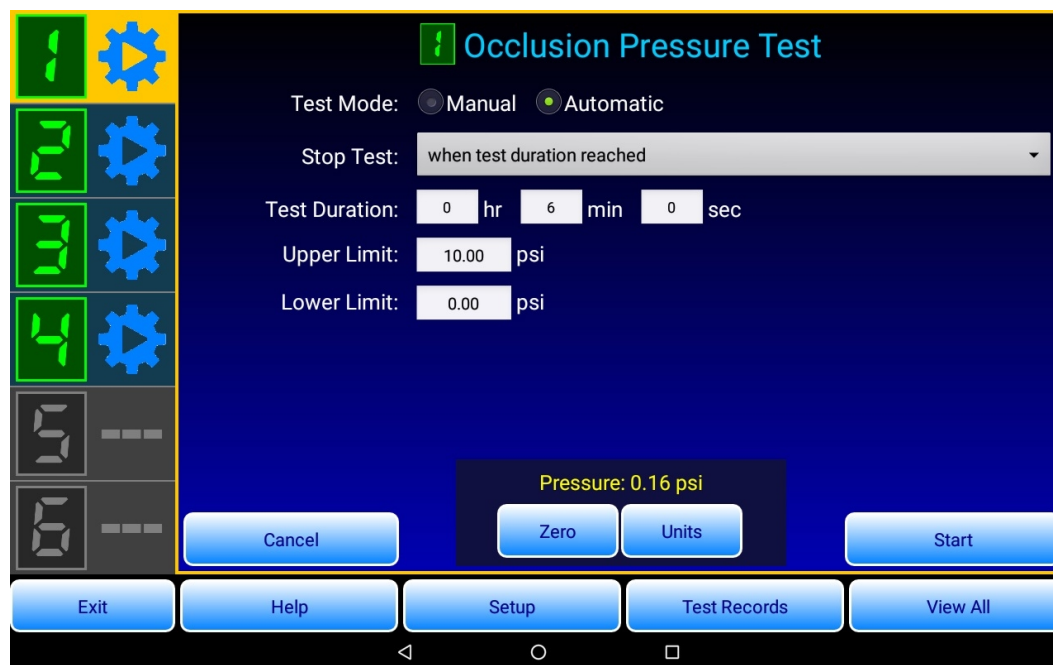 1 Occlusion Pressure Test
Test Mode: Manual Automatic
Stop Test: when test duration reached
Test Duration: 0 hr 6 min 0 sec
Upper Limit: 10.00 psi
Lower Limit: 0.00 psi
1
2
3
4
5 ---
6 ---
Pressure: 0.16 psi
Cancel Zero Units Start
Exit Help Setup Test Records View All